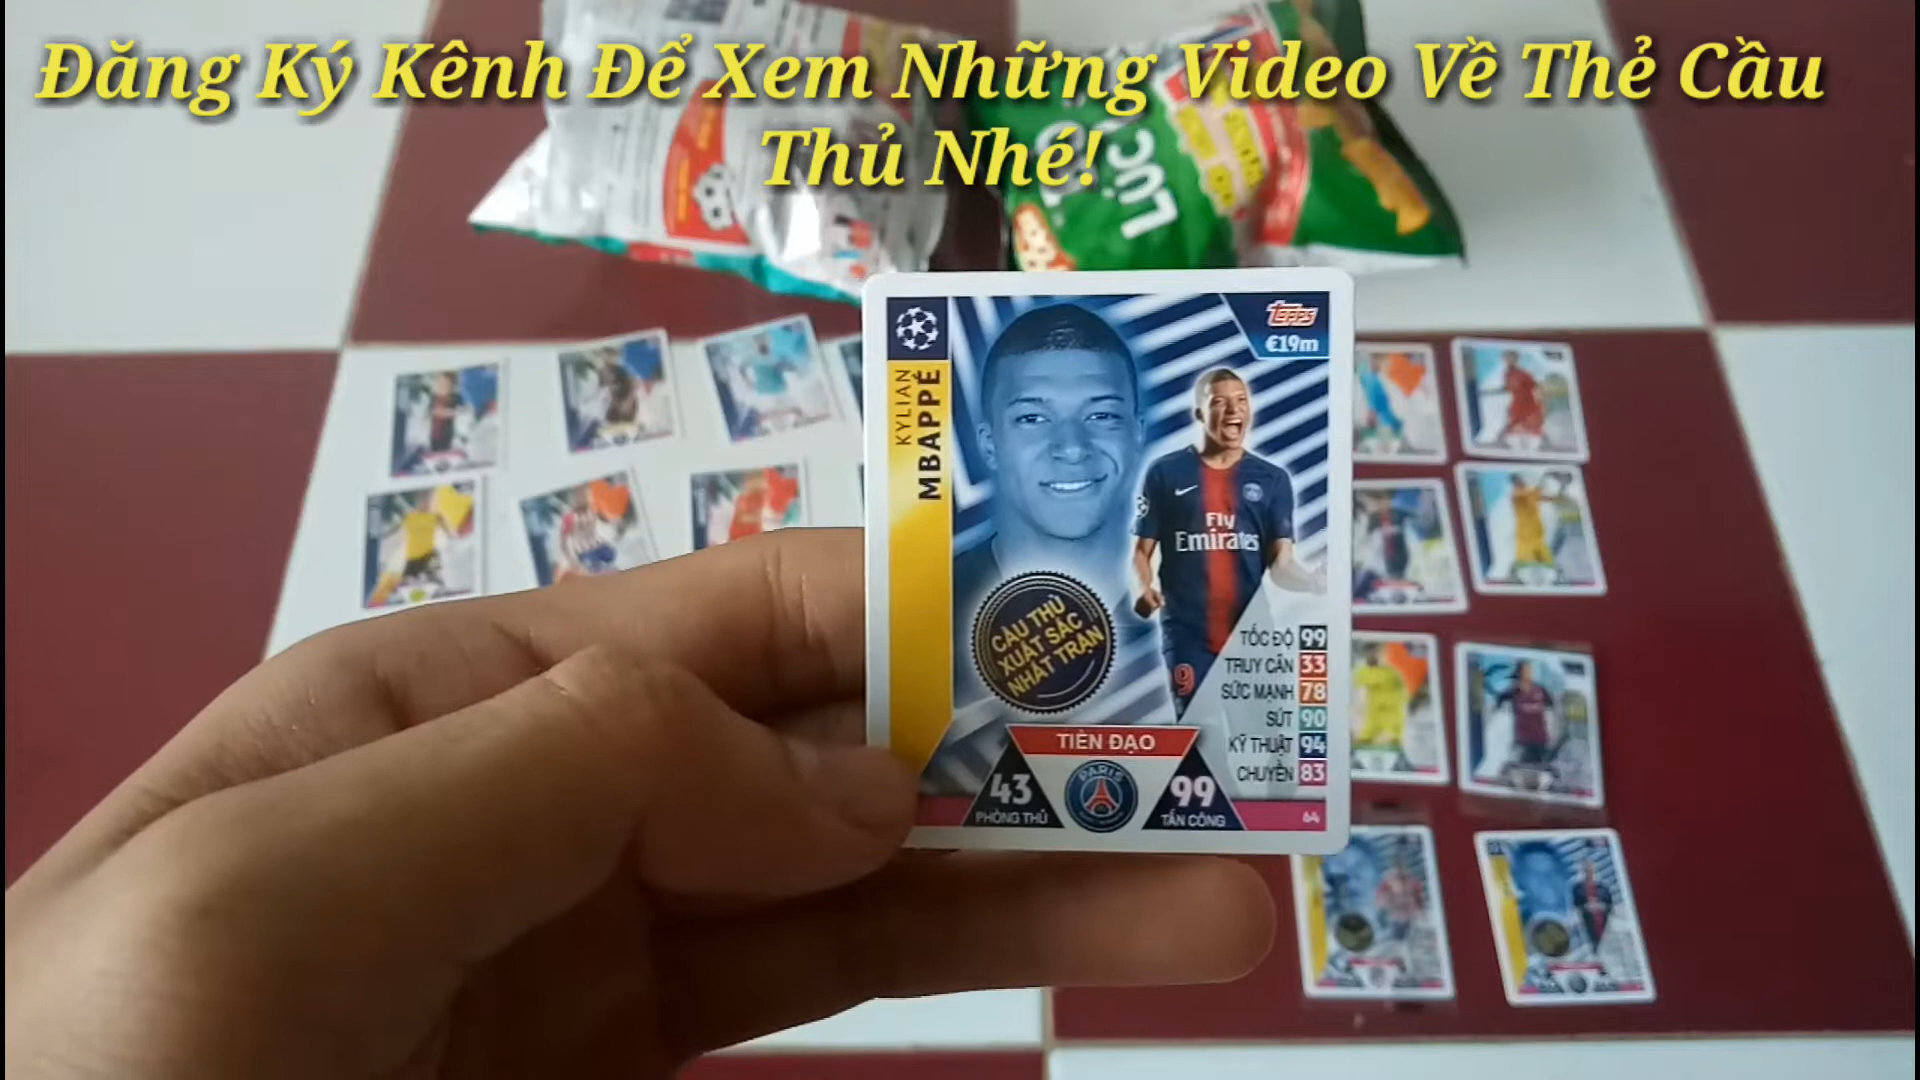 Đăng Ký Kênh Để Xem Những Video Về Thẻ Cầu
Thủ Nhé!
LÚC
Topps
€19m
KYLIAN
MBAPPÉ
Fly
Emirates
CẦU THỦ
XUẤT SẮC
NHẤT TRẬN
9
TỐC ĐỘ 99
TRUY CẢN 33
SỨC MẠNH 78
SÚT 90
KỸ THUẬT 94
CHUYỀN 83
TIỀN ĐẠO
PARIS
43
PHÒNG THỦ
99
TẤN CÔNG
64